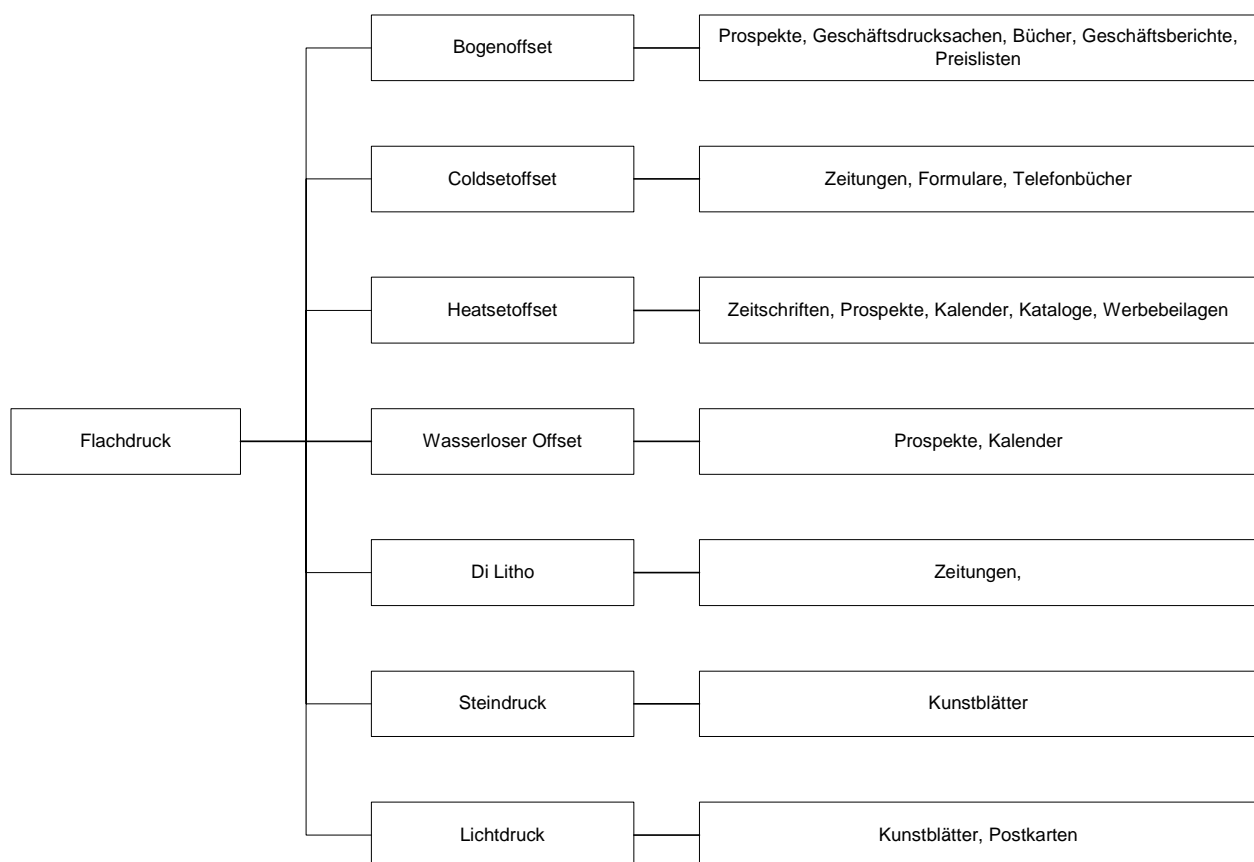 Bogenoffset
Prospekte, Geschäftsdrucksachen, Bücher, Geschäftsberichte,
Preislisten
Coldsetoffset
Zeitungen, Formulare, Telefonbücher
Heatsetoffset
Zeitschriften, Prospekte, Kalender, Kataloge, Werbebeilagen
Flachdruck
Wasserloser Offset
Prospekte, Kalender
Di Litho
Zeitungen,
Steindruck
Kunstblätter
Lichtdruck
Kunstblätter, Postkarten